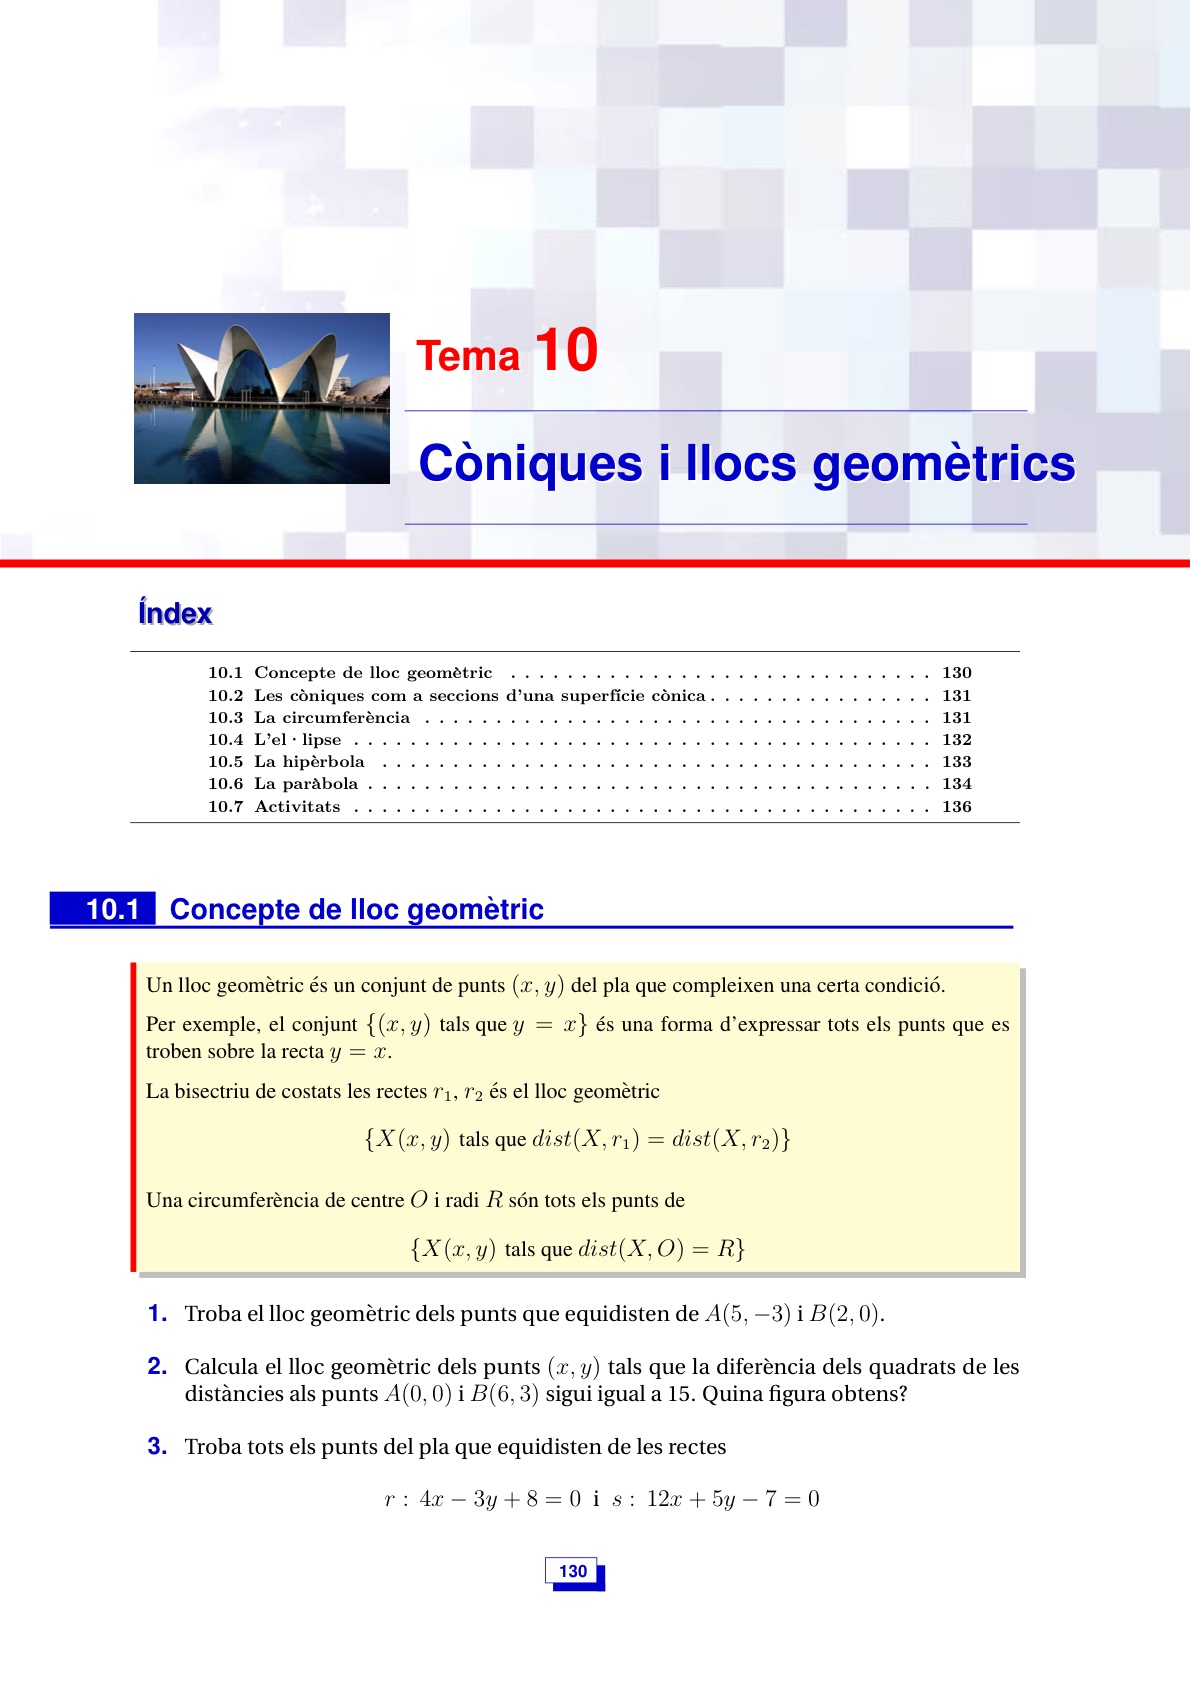 Tema 10
Còniques i llocs geomètrics
Índex
10.1 Concepte de lloc geomètric . . . . . . . . . . . . . . . . . . . . . . . . . . . . . . 130
10.2 Les còniques com a seccions d'una superfície cònica . . . . . . . . . . . . . . . . 131
10.3 La circumferència . . . . . . . . . . . . . . . . . . . . . . . . . . . . . . . . . . . . 131
10.4 L'el · lipse . . . . . . . . . . . . . . . . . . . . . . . . . . . . . . . . . . . . . . . . . 132
10.5 La hipèrbola . . . . . . . . . . . . . . . . . . . . . . . . . . . . . . . . . . . . . . . 133
10.6 La paràbola . . . . . . . . . . . . . . . . . . . . . . . . . . . . . . . . . . . . . . . . 134
10.7 Activitats . . . . . . . . . . . . . . . . . . . . . . . . . . . . . . . . . . . . . . . . . 136
10.1 Concepte de lloc geomètric
Un lloc geomètric és un conjunt de punts (x, y) del pla que compleixen una certa condició.
Per exemple, el conjunt {(x, y) tals que y = x} és una forma d'expressar tots els punts que es
troben sobre la recta y = x.
La bisectriu de costats les rectes r₁, r₂ és el lloc geomètric
{X(x, y) tals que dist(X, r₁) = dist(X, r₂)}
Una circumferència de centre O i radi R són tots els punts de
{X(x, y) tals que dist(X, O) = R}
1. Troba el lloc geomètric dels punts que equidisten de A(5, −3) i B(2, 0).
2. Calcula el lloc geomètric dels punts (x, y) tals que la diferència dels quadrats de les
distàncies als punts A(0, 0) i B(6, 3) sigui igual a 15. Quina figura obtens?
3. Troba tots els punts del pla que equidisten de les rectes
r : 4x − 3y + 8 = 0 i s : 12x + 5y − 7 = 0
130